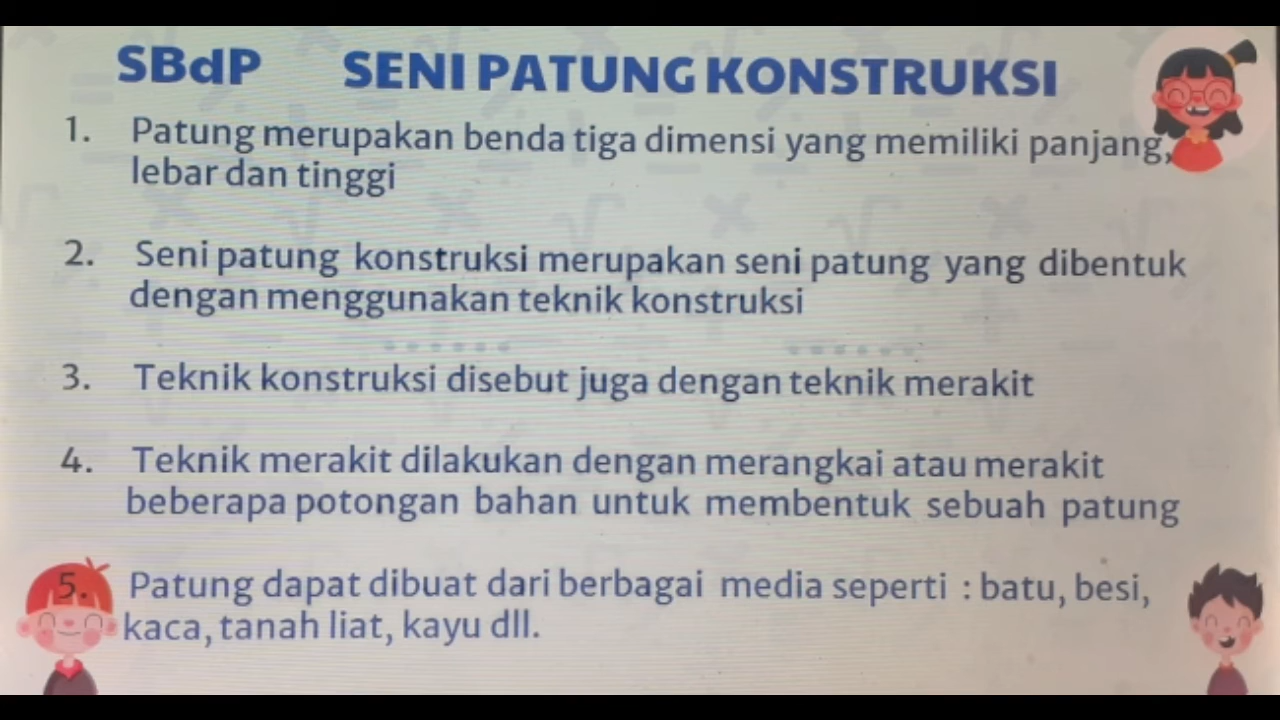 SBdP SENI PATUNG KONSTRUKSI
1. Patung merupakan benda tiga dimensi yang memiliki panjang,
lebar dan tinggi
2. Seni patung konstruksi merupakan seni patung yang dibentuk
dengan menggunakan teknik konstruksi
3. Teknik konstruksi disebut juga dengan teknik merakit
4. Teknik merakit dilakukan dengan merangkai atau merakit
beberapa potongan bahan untuk membentuk sebuah patung
5. Patung dapat dibuat dari berbagai media seperti : batu, besi,
kaca, tanah liat, kayu dll.